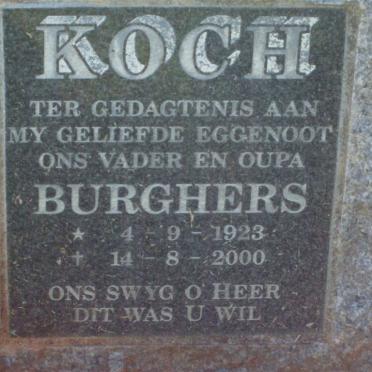 KOCH
TER GEDAGTENIS AAN
MY GELIEFDE EGGENOOT
ONS VADER EN OUPA
BURGHERS
★ 4 - 9 - 1923
✝ 14 - 8 - 2000
ONS SWYG O HEER
DIT WAS U WIL